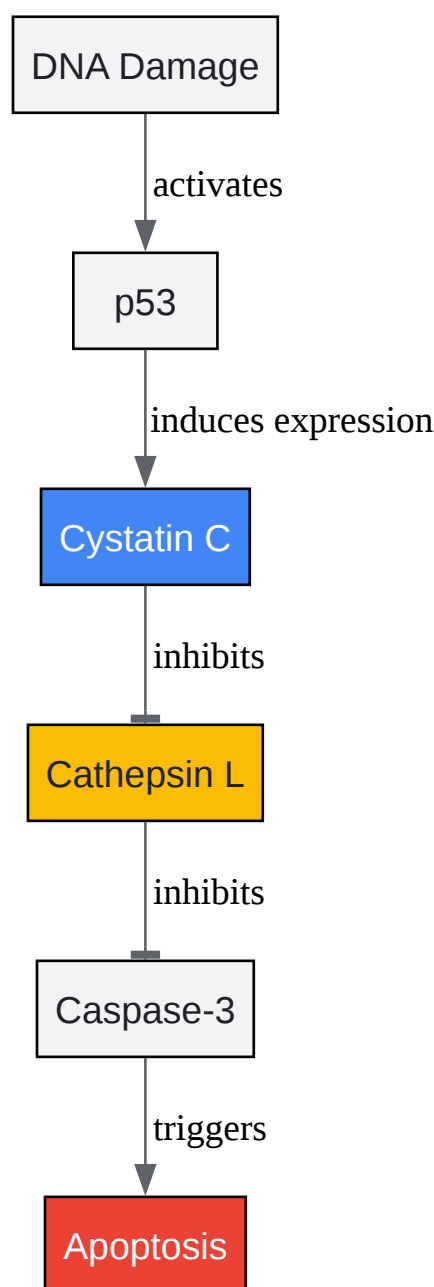 DNA Damage
activates
p53
induces expression
Cystatin C
inhibits
Cathepsin L
inhibits
Caspase-3
triggers
Apoptosis